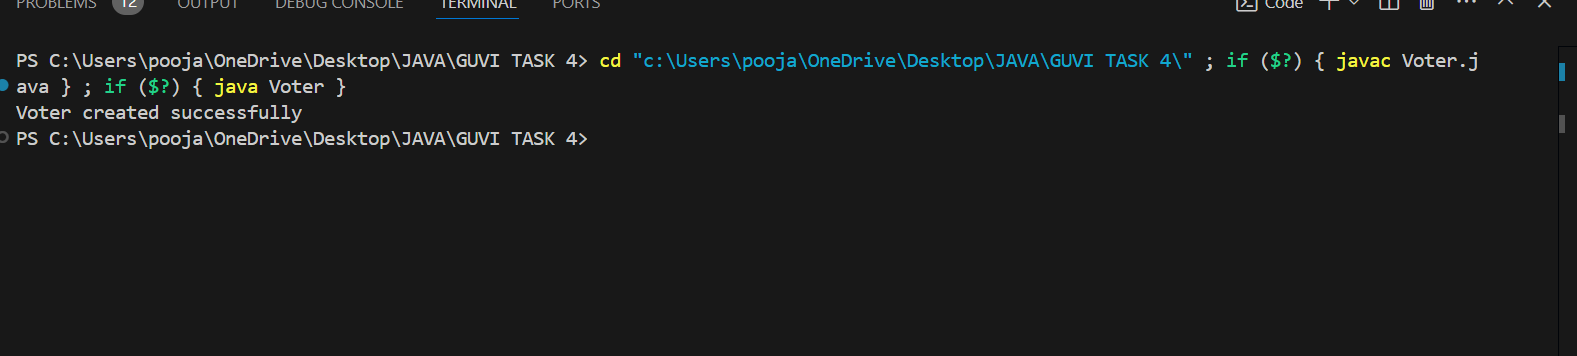 PROBLEMS 12 OUTPUT DEBUG CONSOLE TERMINAL PORTS Code
PS C:\Users\pooja\OneDrive\Desktop\JAVA\GUVI TASK 4> cd "c:\Users\pooja\OneDrive\Desktop\JAVA\GUVI TASK 4\" ; if ($?) { javac Voter.j
ava } ; if ($?) { java Voter }
Voter created successfully
PS C:\Users\pooja\OneDrive\Desktop\JAVA\GUVI TASK 4>